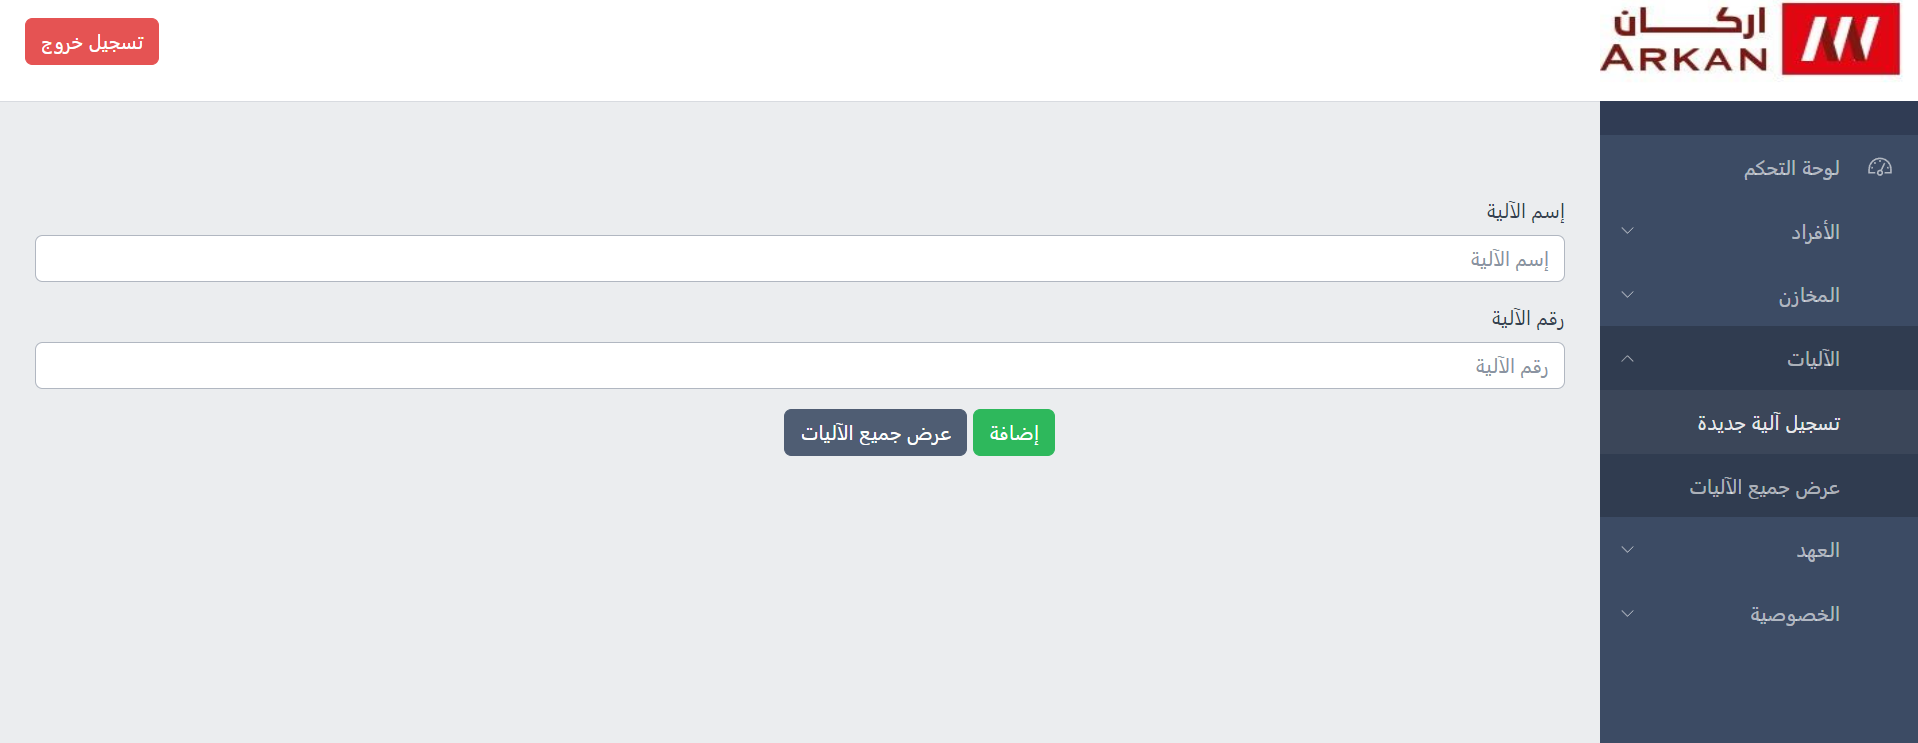 اركان
ARKAN
تسجيل خروج
لوحة التحكم
الأفراد
المخازن
الآليات
تسجيل آلية جديدة
عرض جميع الآليات
العهد
الخصوصية
إسم الآلية
إسم الآلية
رقم الآلية
رقم الآلية
إضافة
عرض جميع الآليات